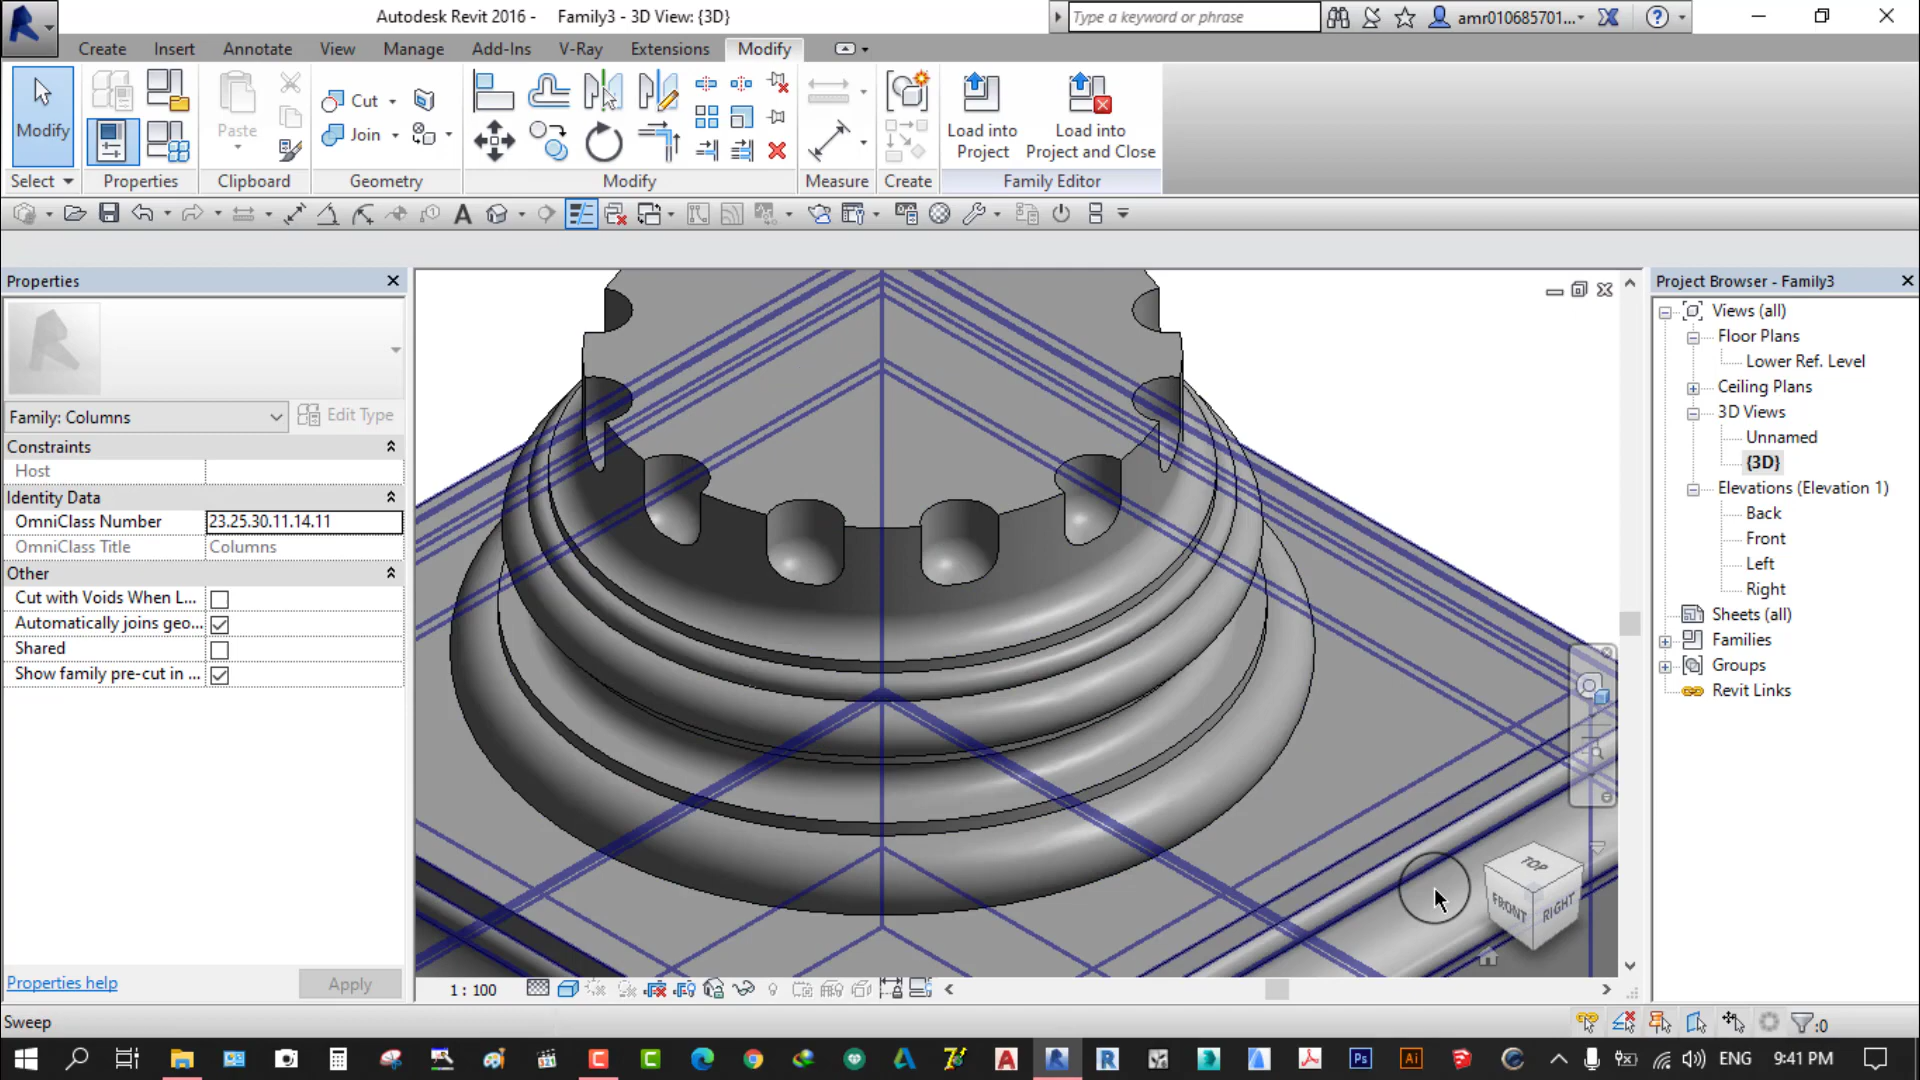 Autodesk Revit 2016 -     Family3 - 3D View: {3D}
Type a keyword or phrase
amr010685701...
Create Insert Annotate View Manage Add-Ins V-Ray Extensions Modify
Modify
Cut
Join
Paste
Load into Project
Load into Project and Close
Select Properties Clipboard Geometry Modify Measure Create Family Editor
Properties
Family: Columns
Edit Type
Constraints
Host
Identity Data
OmniClass Number 23.25.30.11.14.11
OmniClass Title Columns
Other
Cut with Voids When L...
Automatically joins geo...
Shared
Show family pre-cut in ...
Properties help
Apply
TOP
FRONT
RIGHT
1 : 100
Project Browser - Family3
Views (all)
Floor Plans
Lower Ref. Level
Ceiling Plans
3D Views
Unnamed
{3D}
Elevations (Elevation 1)
Back
Front
Left
Right
Sheets (all)
Families
Groups
Revit Links
Sweep
:0
ENG
9:41 PM